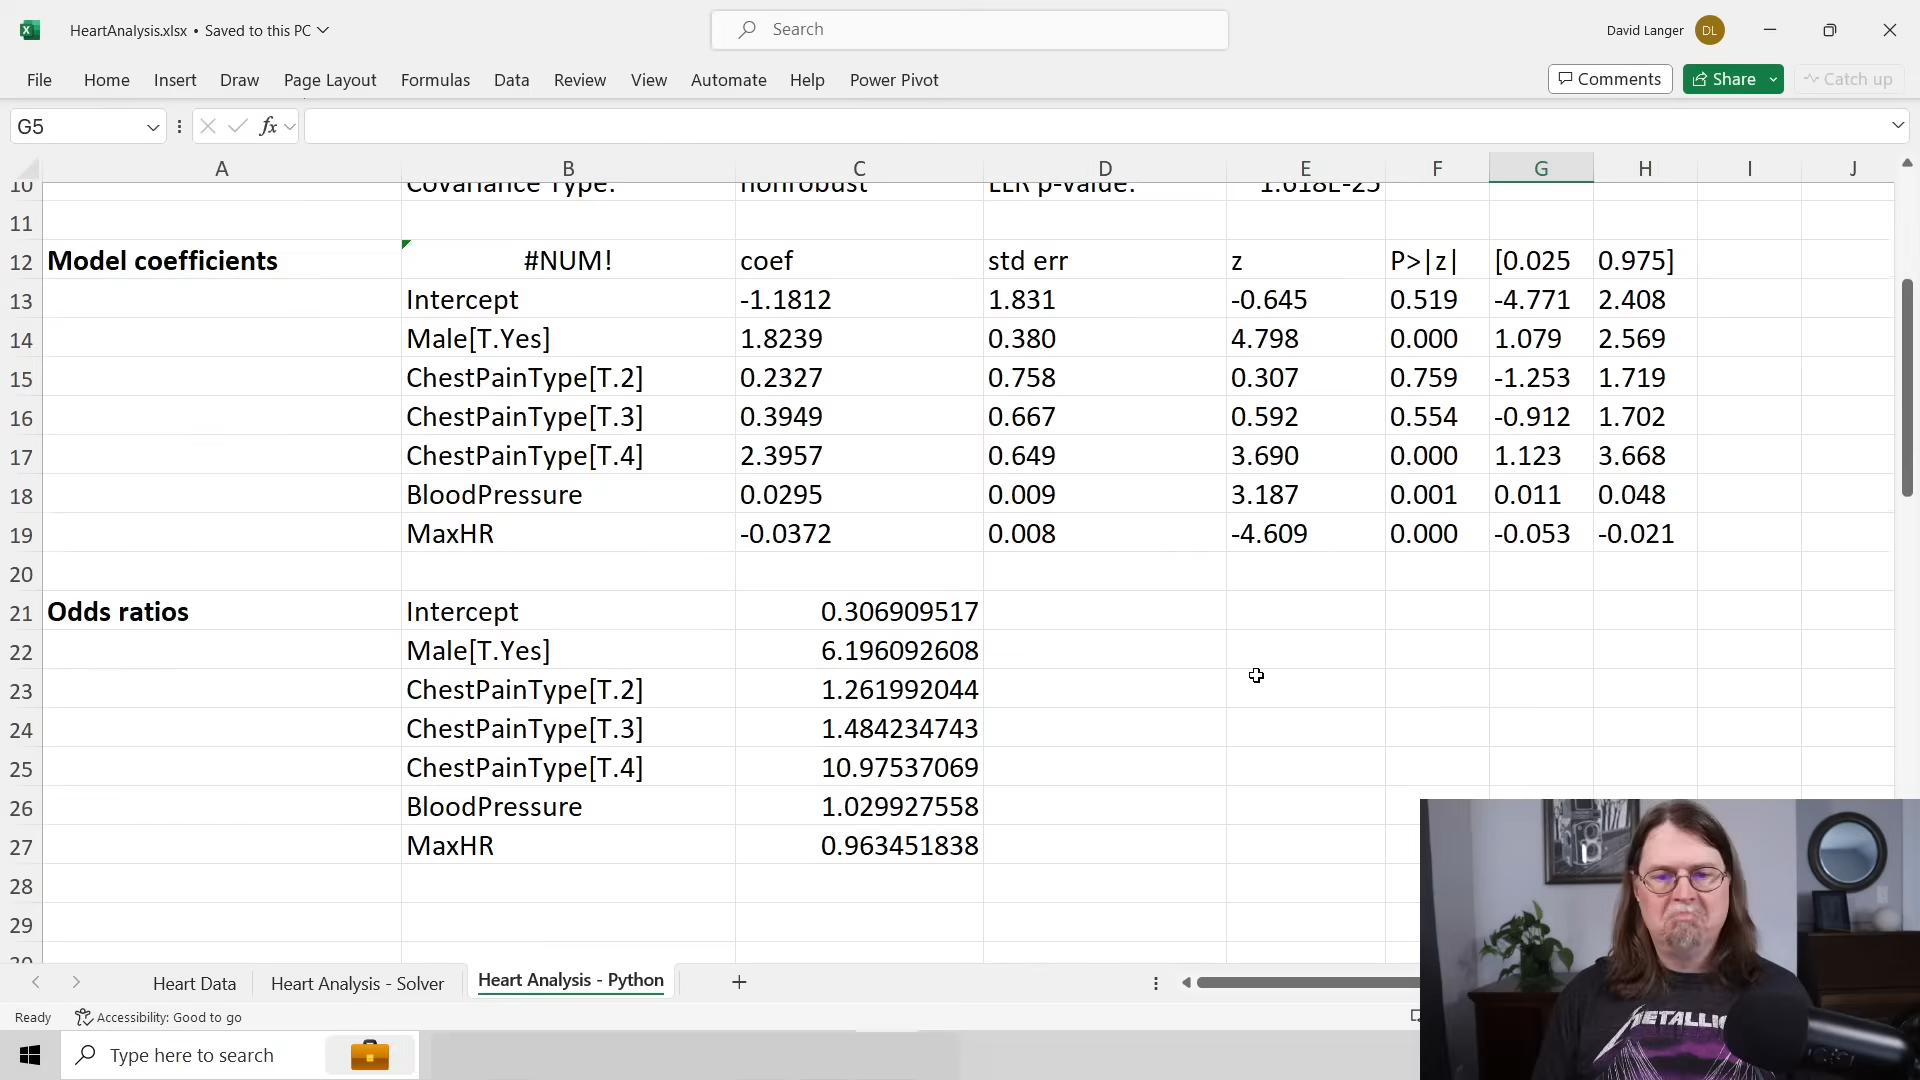 HeartAnalysis.xlsx • Saved to this PC
Search
David Langer DL
File Home Insert Draw Page Layout Formulas Data Review View Automate Help Power Pivot
Comments Share Catch up
G5 fx
A B C D E F G H I J
10 Covariance Type: nonrobust LLR p-value: 1.618E-25
11
12 Model coefficients #NUM! coef std err z P>|z| [0.025 0.975]
13 Intercept -1.1812 1.831 -0.645 0.519 -4.771 2.408
14 Male[T.Yes] 1.8239 0.380 4.798 0.000 1.079 2.569
15 ChestPainType[T.2] 0.2327 0.758 0.307 0.759 -1.253 1.719
16 ChestPainType[T.3] 0.3949 0.667 0.592 0.554 -0.912 1.702
17 ChestPainType[T.4] 2.3957 0.649 3.690 0.000 1.123 3.668
18 BloodPressure 0.0295 0.009 3.187 0.001 0.011 0.048
19 MaxHR -0.0372 0.008 -4.609 0.000 -0.053 -0.021
20
21 Odds ratios Intercept 0.306909517
22 Male[T.Yes] 6.196092608
23 ChestPainType[T.2] 1.261992044
24 ChestPainType[T.3] 1.484234743
25 ChestPainType[T.4] 10.97537069
26 BloodPressure 1.029927558
27 MaxHR 0.963451838
28
29
Heart Data Heart Analysis - Solver Heart Analysis - Python
Ready Accessibility: Good to go
Type here to search